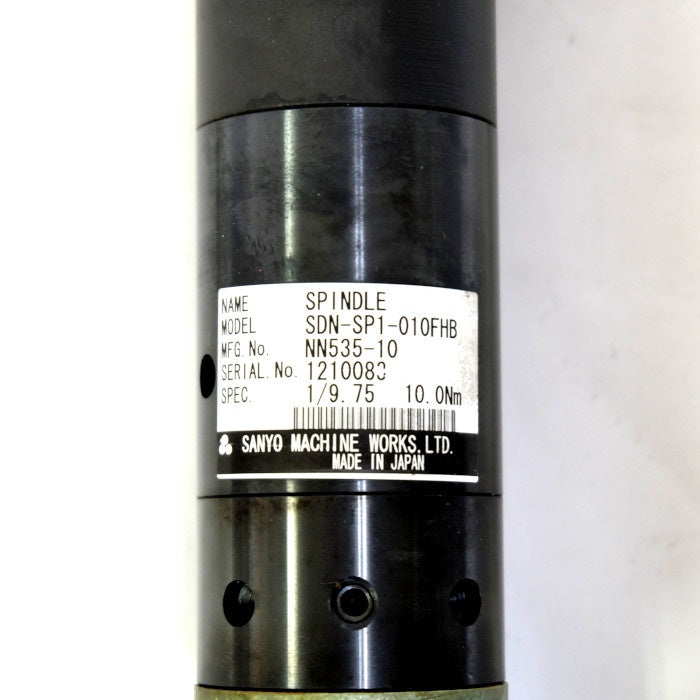 NAME SPINDLE
MODEL SDN-SP1-010FHB
MFG. No. NN535-10
SERIAL. No. 1210083
SPEC. 1/9.75 10.0Nm
SANYO MACHINE WORKS. LTD.
MADE IN JAPAN